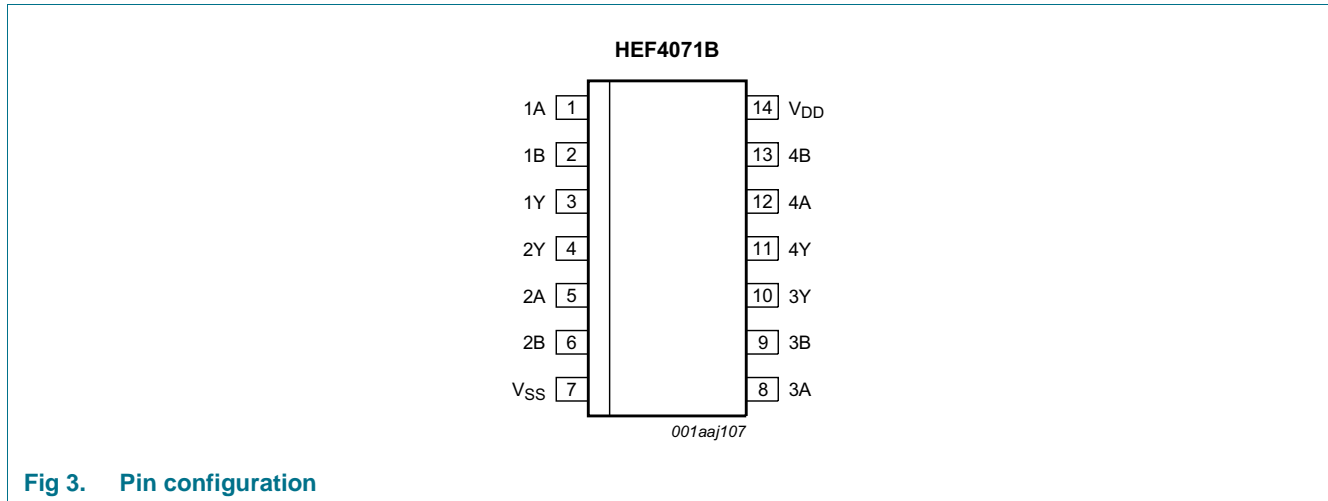 HEF4071B
1A 1 14 VDD
1B 2 13 4B
1Y 3 12 4A
2Y 4 11 4Y
2A 5 10 3Y
2B 6 9 3B
VSS 7 8 3A
001aaj107
Fig 3. Pin configuration